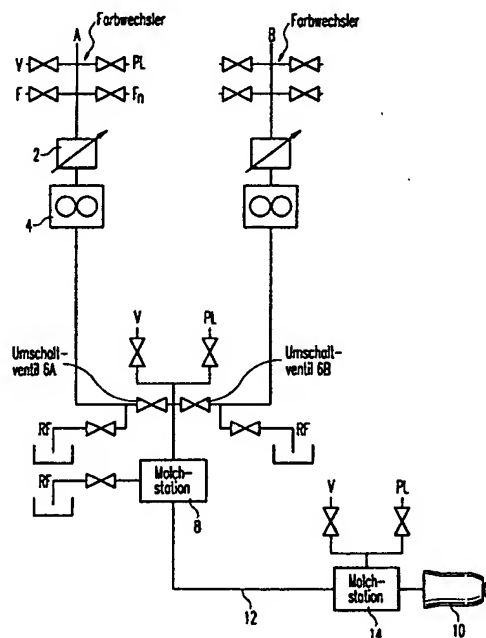 Farbwechsler
Farbwechsler
A
B
V
PL
F
Fn
2
4
V
PL
Umschalt-
ventil 6A
Umschalt-
ventil 6B
RF
RF
RF
Molch-
station
8
V
PL
12
Molch-
station
14
10